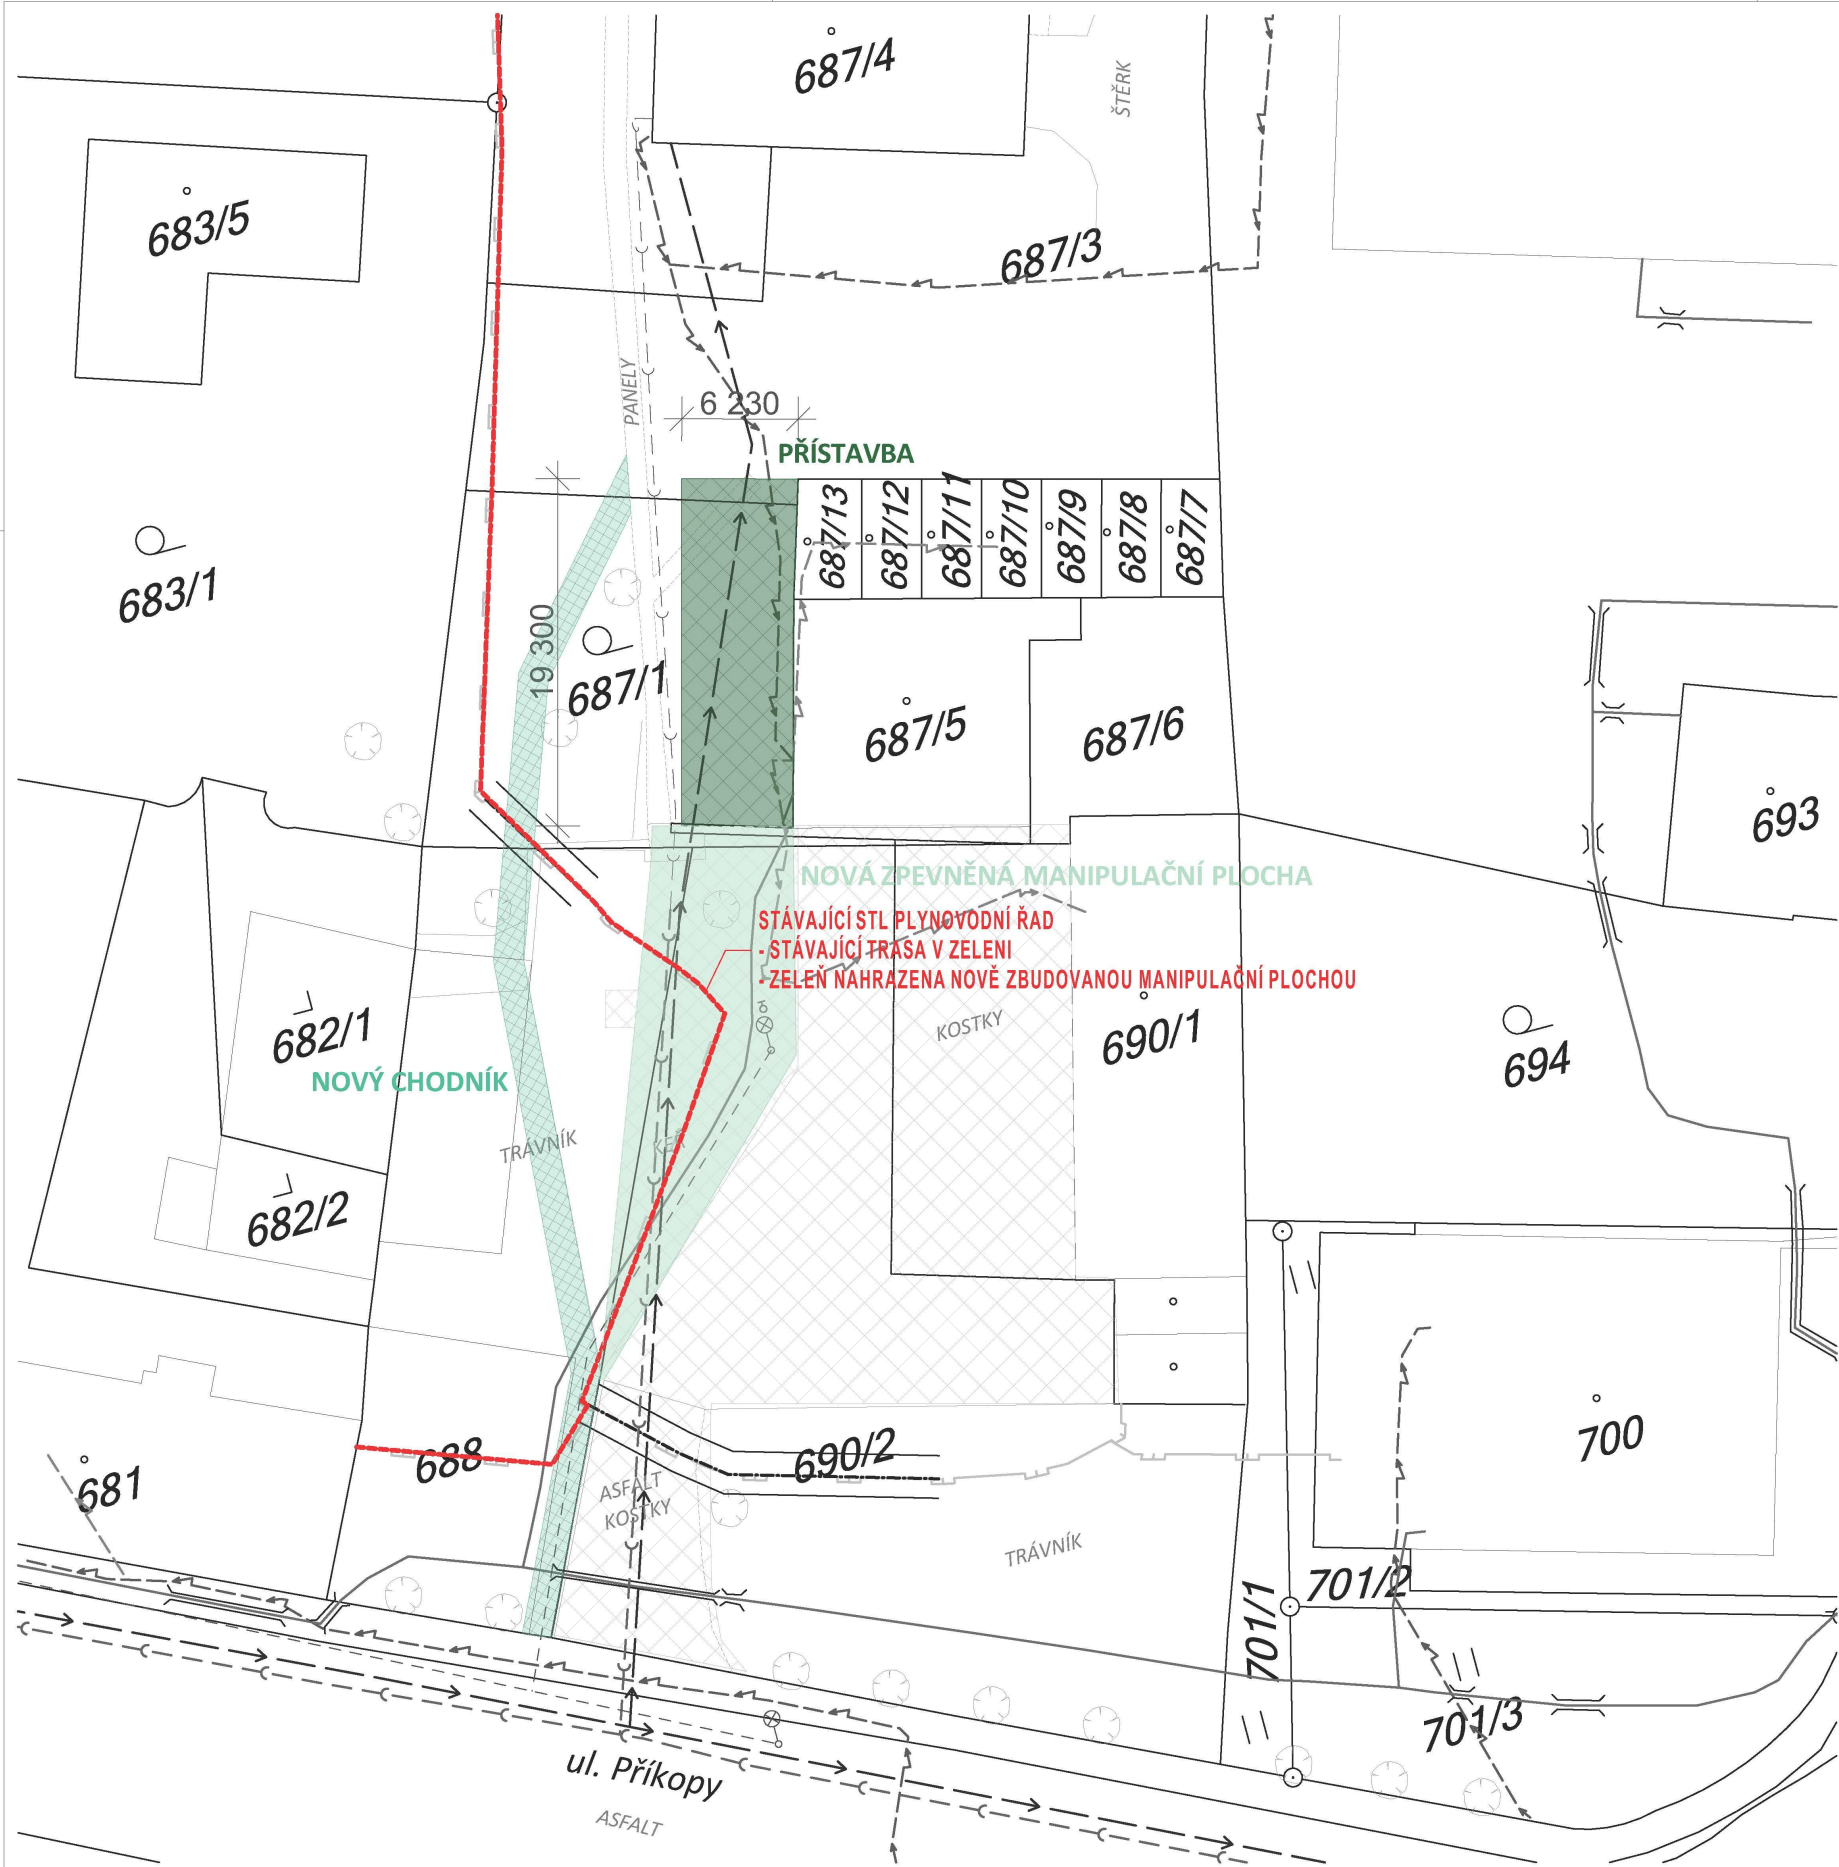 687/4
ŠTĚRK
683/5
687/3
PANELY
6 230
PŘÍSTAVBA
687/13
687/12
687/11
687/10
687/9
687/8
687/7
683/1
19 300
687/1
687/5
687/6
693
NOVÁ ZPEVNĚNÁ MANIPULAČNÍ PLOCHA
STÁVAJÍCÍ STL PLYNOVODNÍ ŘAD
- STÁVAJÍCÍ TRASA V ZELENI
- ZELEŇ NAHRAZENA NOVĚ ZBUDOVANOU MANIPULAČNÍ PLOCHOU
KOSTKY
682/1
690/1
694
NOVÝ CHODNÍK
TRÁVNÍK
KEŘ
682/2
700
688
690/2
681
ASFALT
KOSTKY
TRÁVNÍK
701/2
701/1
701/3
ul. Příkopy
ASFALT